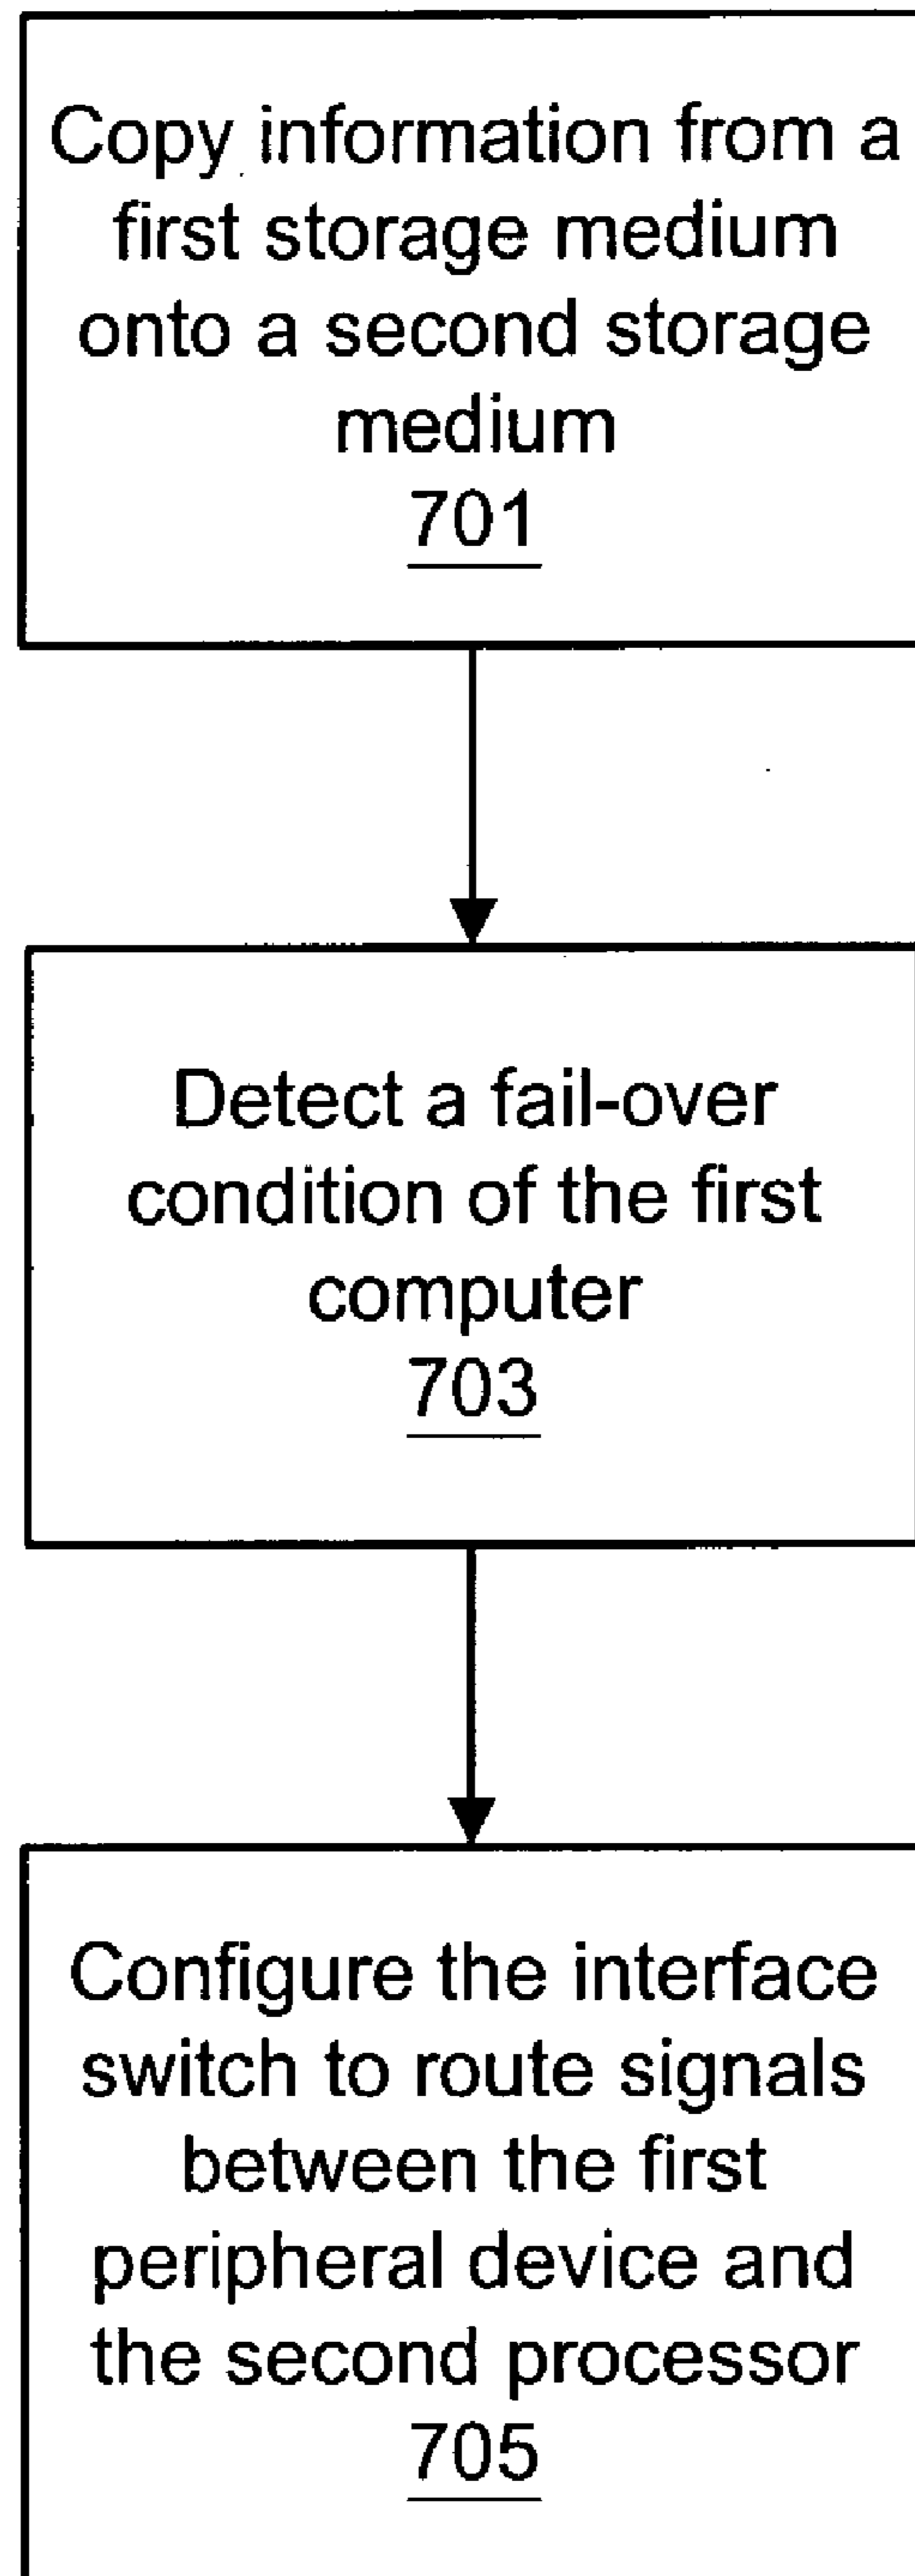 Copy information from a
first storage medium
onto a second storage
medium
701
Detect a fail-over
condition of the first
computer
703
Configure the interface
switch to route signals
between the first
peripheral device and
the second processor
705